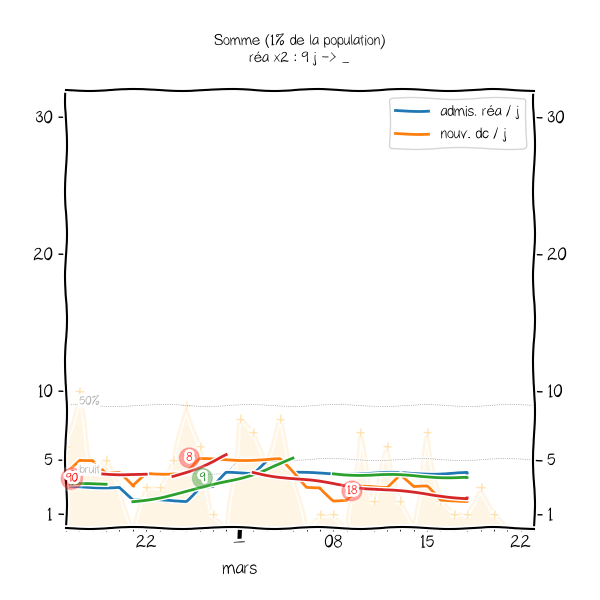 Somme (1% de la population)
réa x2 : 9 j -> _
admis. réa / j
nouv. dc / j
30 30
20 20
10 10
50%
5 5
8
bruit
90 9
18
1 1
22 1 08 15 22
mars